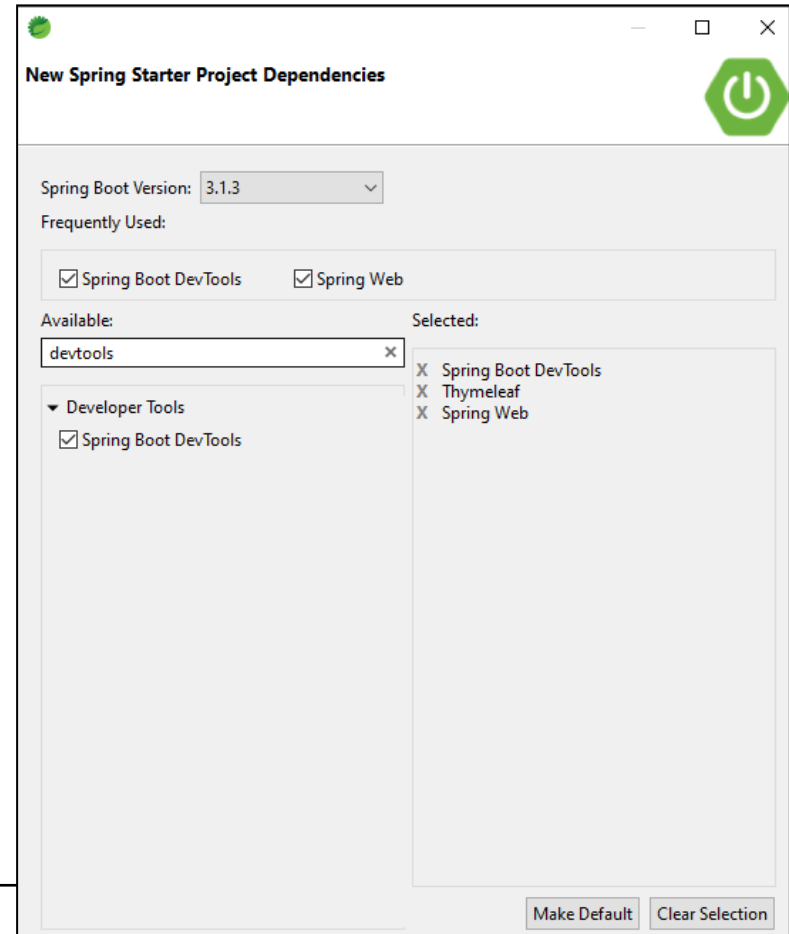 New Spring Starter Project Dependencies
Spring Boot Version: 3.1.3
Frequently Used:
Spring Boot DevTools Spring Web
Available:
devtools
Developer Tools
Spring Boot DevTools
Selected:
X Spring Boot DevTools
X Thymeleaf
X Spring Web
Make Default Clear Selection